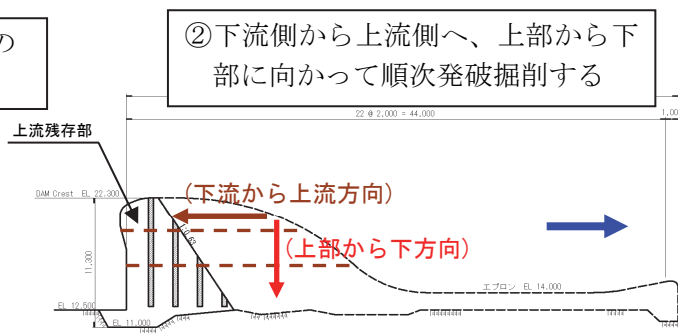 の
②下流側から上流側へ、上部から下
部に向かって順次発破掘削する
22 @ 2,000 = 44,000
1,00
上流残存部
DAM Crest EL 22.300
(下流から上流方向)
1:0.63
(上部から下方向)
11,300
エプロン EL 14.000
EL 12.500
EL 11.000